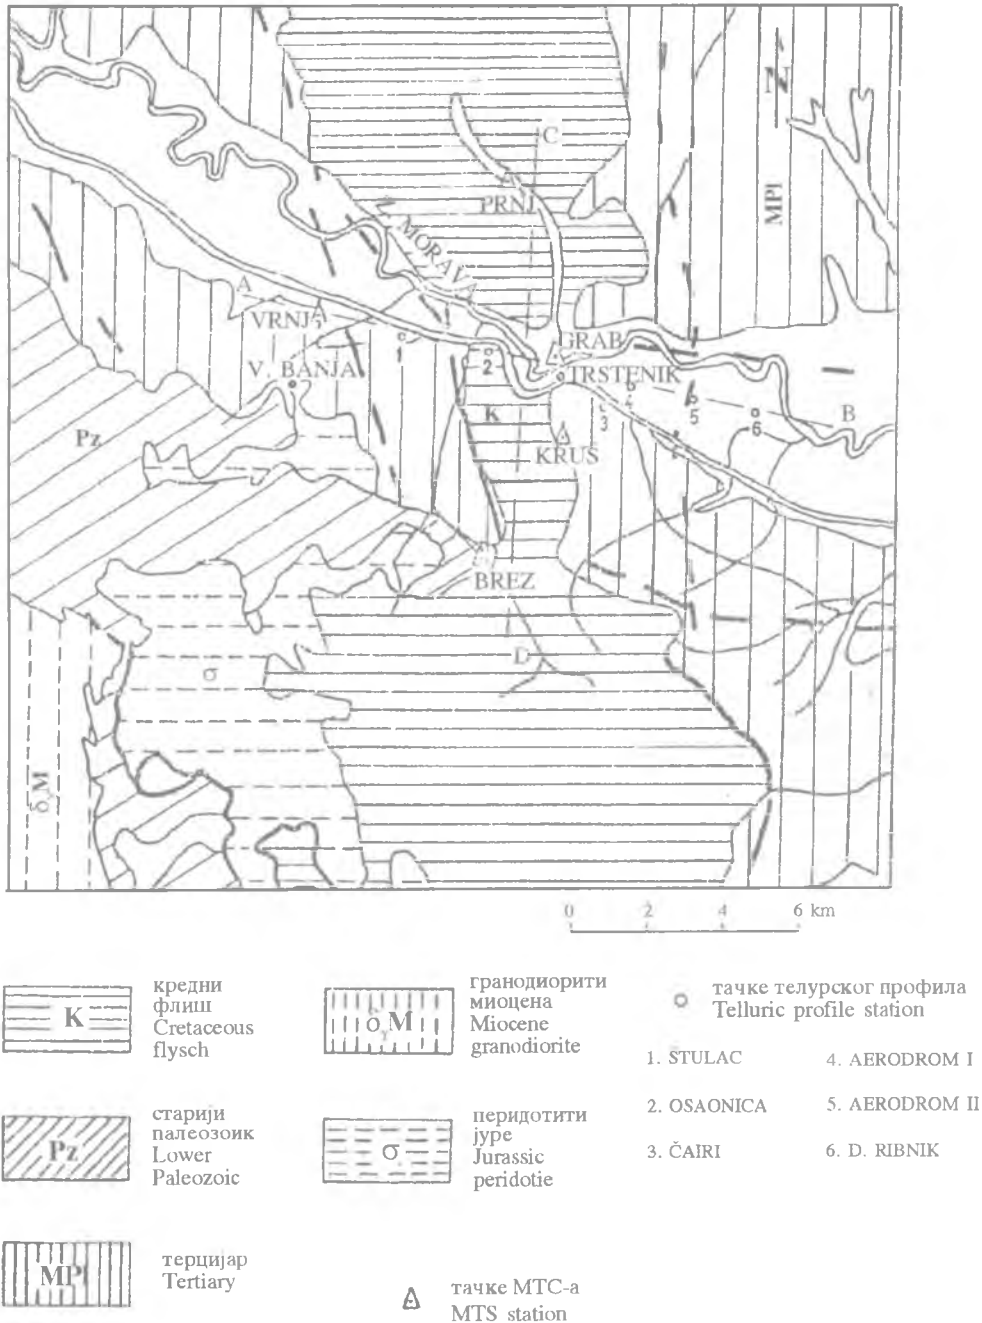 N
C
PRNJ
MPl
MORAVA
A
VRNJ
GRAB
1
2
V. BANJA
TRSTENIK
4
5
3
6
B
K
Pz
KRUŠ
BREZ
D
σ
δγM
0 2 4 6 km
K
кредни
флиш
Cretaceous
flysch
δγM
гранодиорити
миоцена
Miocene
granodiorite
тачке телурског профила
Telluric profile station
1. STULAC
2. OSAONICA
3. ČAIRI
4. AERODROM I
5. AERODROM II
6. D. RIBNIK
Pz
старији
палеозоик
Lower
Paleozoic
σ
перидотити
јуре
Jurassic
peridotie
MPl
терцијар
Tertiary
тачке МТС-а
MTS station